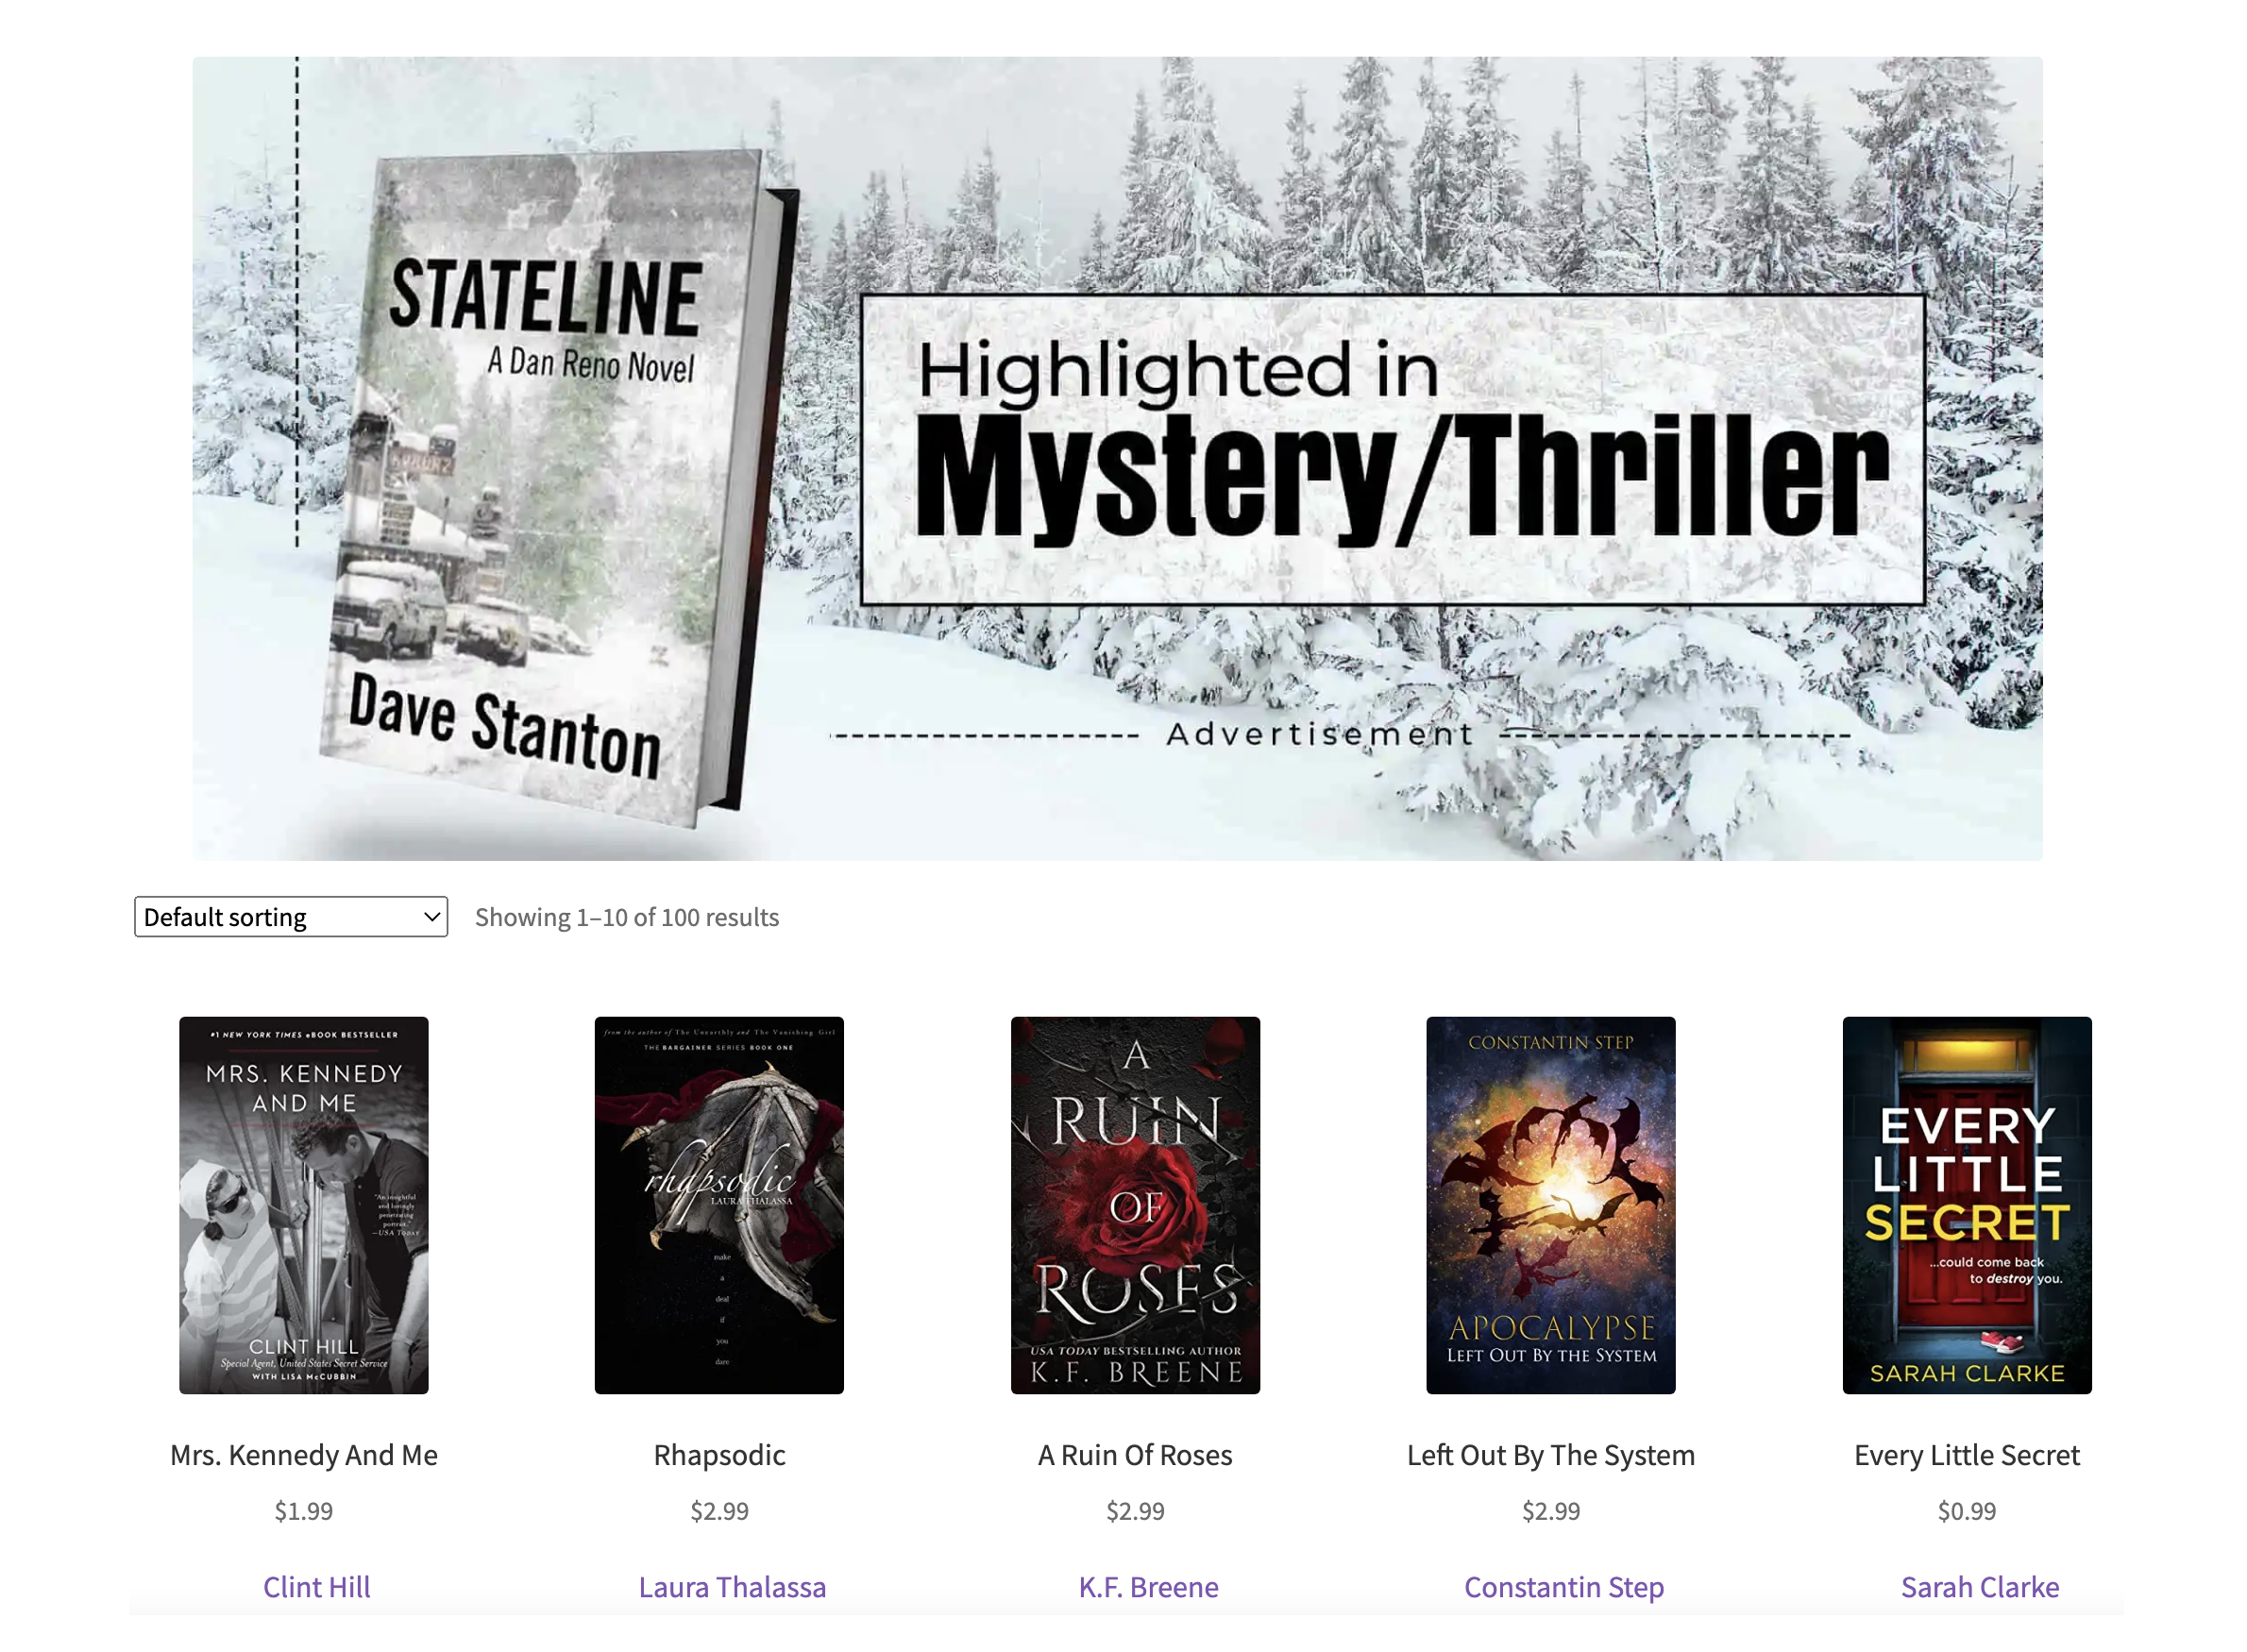 STATELINE
A Dan Reno Novel
Dave Stanton
Highlighted in
Mystery/Thriller
Advertisement
Default sorting
Showing 1–10 of 100 results
#1 NEW YORK TIMES eBOOK BESTSELLER
MRS. KENNEDY
AND ME
"An insightful
and lovingly
penetrating
portrait."
—USA TODAY
CLINT HILL
Special Agent, United States Secret Service
WITH LISA McCUBBIN
from the author of The Unearthly and The Vanishing Girl
THE BARGAINER SERIES BOOK ONE
rhapsodic
LAURA THALASSA
make
a
deal
if
you
dare
A
RUIN
OF
ROSES
USA TODAY BESTSELLING AUTHOR
K.F. BREENE
CONSTANTIN STEP
APOCALYPSE
LEFT OUT BY THE SYSTEM
EVERY
LITTLE
SECRET
...could come back
to destroy you.
SARAH CLARKE
Mrs. Kennedy And Me
$1.99
Clint Hill
Rhapsodic
$2.99
Laura Thalassa
A Ruin Of Roses
$2.99
K.F. Breene
Left Out By The System
$2.99
Constantin Step
Every Little Secret
$0.99
Sarah Clarke